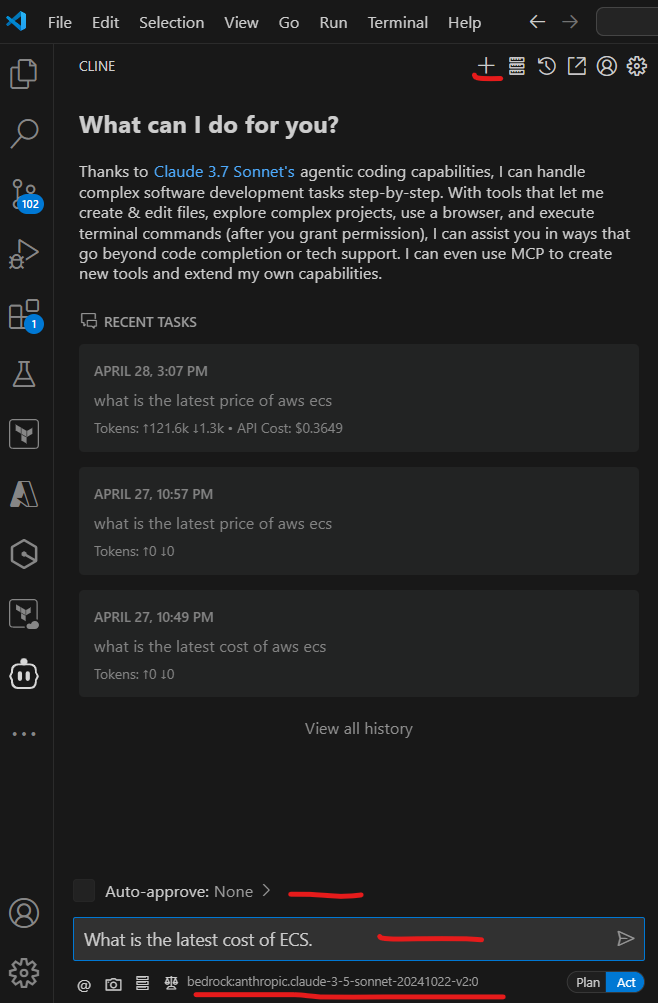 File Edit Selection View Go Run Terminal Help
CLINE
What can I do for you?
Thanks to Claude 3.7 Sonnet's agentic coding capabilities, I can handle
complex software development tasks step-by-step. With tools that let me
create & edit files, explore complex projects, use a browser, and execute
terminal commands (after you grant permission), I can assist you in ways that
go beyond code completion or tech support. I can even use MCP to create
new tools and extend my own capabilities.
102
1
RECENT TASKS
APRIL 28, 3:07 PM
what is the latest price of aws ecs
Tokens: ↑121.6k ↓1.3k • API Cost: $0.3649
APRIL 27, 10:57 PM
what is the latest price of aws ecs
Tokens: ↑0 ↓0
APRIL 27, 10:49 PM
what is the latest cost of aws ecs
Tokens: ↑0 ↓0
View all history
Auto-approve: None
What is the latest cost of ECS.
@ bedrock:anthropic.claude-3-5-sonnet-20241022-v2:0 Plan Act